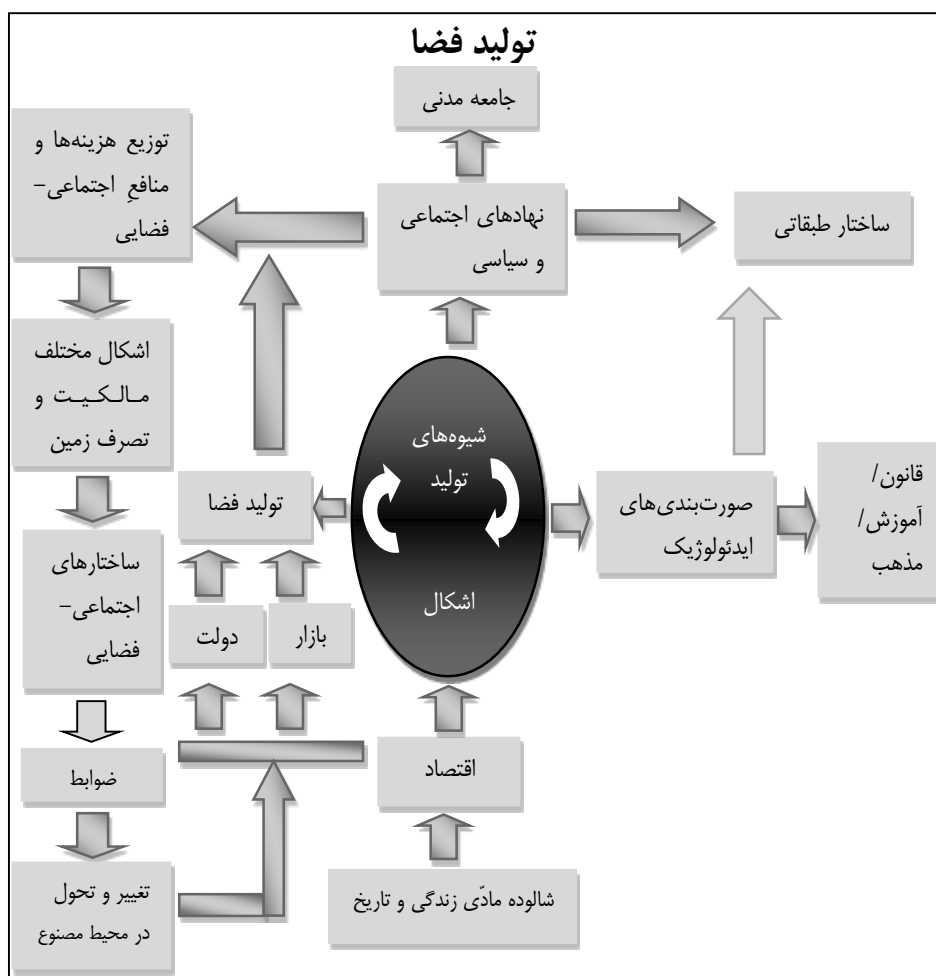 تولید فضا
جامعه مدنی
توزیع هزینه‌ها و
منافعِ اجتماعی–
فضایی
نهادهای اجتماعی
و سیاسی
ساختار طبقاتی
اشکال مختلف
مـالـکـیـت و
تصرف زمین
شیوه‌های
تولید
اشکال
تولید فضا
صورت‌بندی‌های
ایدئولوژیک
قانون/
آموزش/
مذهب
ساختارهای
اجتماعی–
فضایی
دولت
بازار
ضوابط
اقتصاد
تغییر و تحول
در محیط مصنوع
شالوده مادّی زندگی و تاریخ